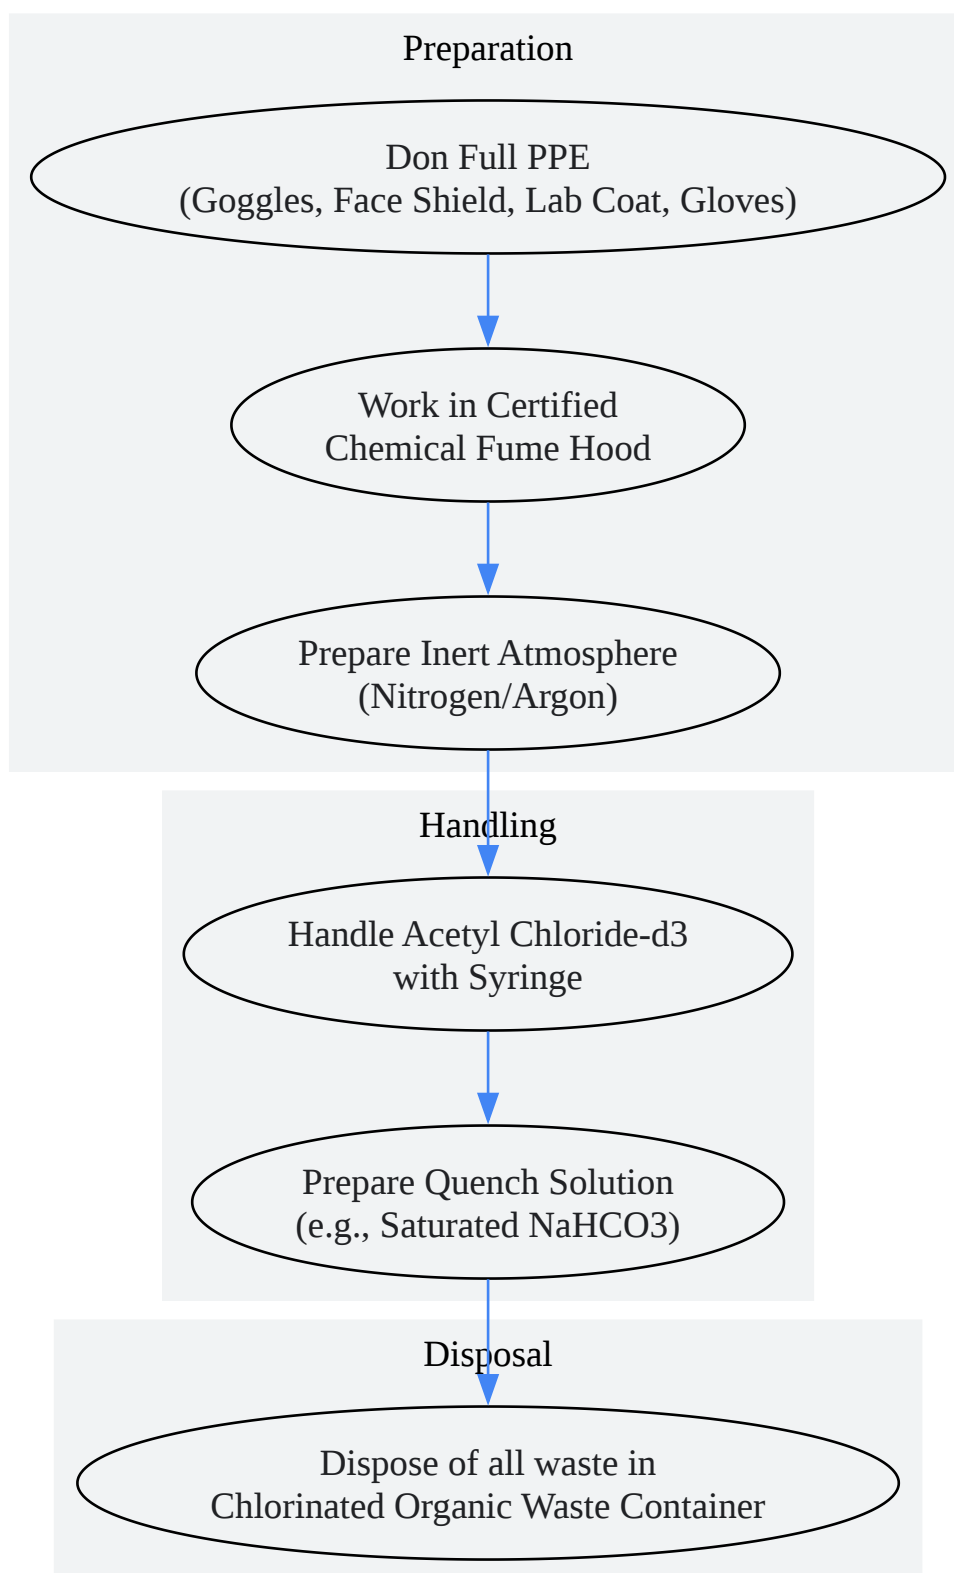 Preparation
Don Full PPE
(Goggles, Face Shield, Lab Coat, Gloves)
Work in Certified
Chemical Fume Hood
Prepare Inert Atmosphere
(Nitrogen/Argon)
Handling
Handle Acetyl Chloride-d3
with Syringe
Prepare Quench Solution
(e.g., Saturated NaHCO3)
Disposal
Dispose of all waste in
Chlorinated Organic Waste Container